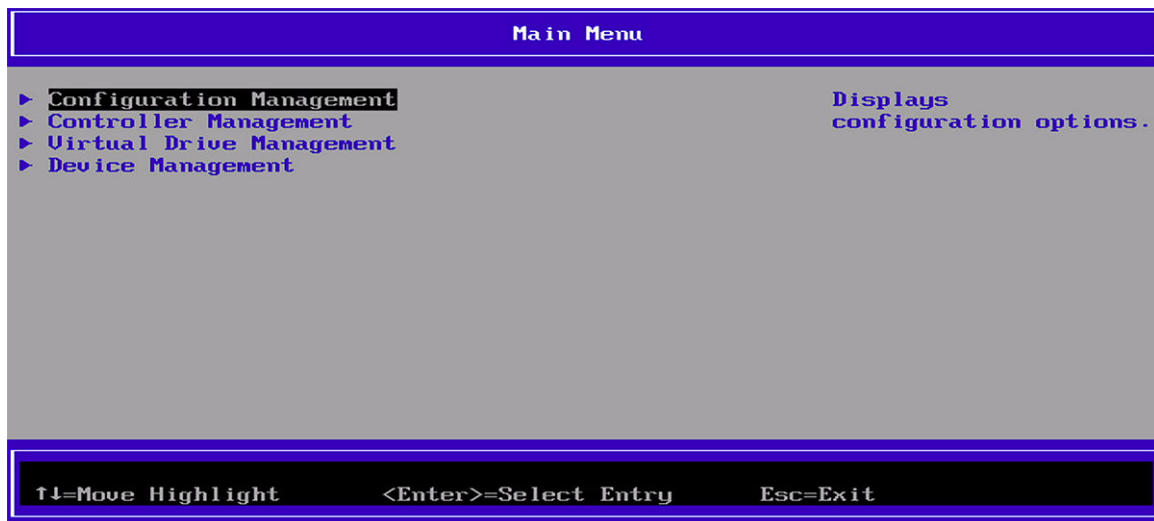 Main Menu
► Configuration Management
► Controller Management
► Virtual Drive Management
► Device Management
Displays
configuration options.
↑↓=Move Highlight <Enter>=Select Entry Esc=Exit